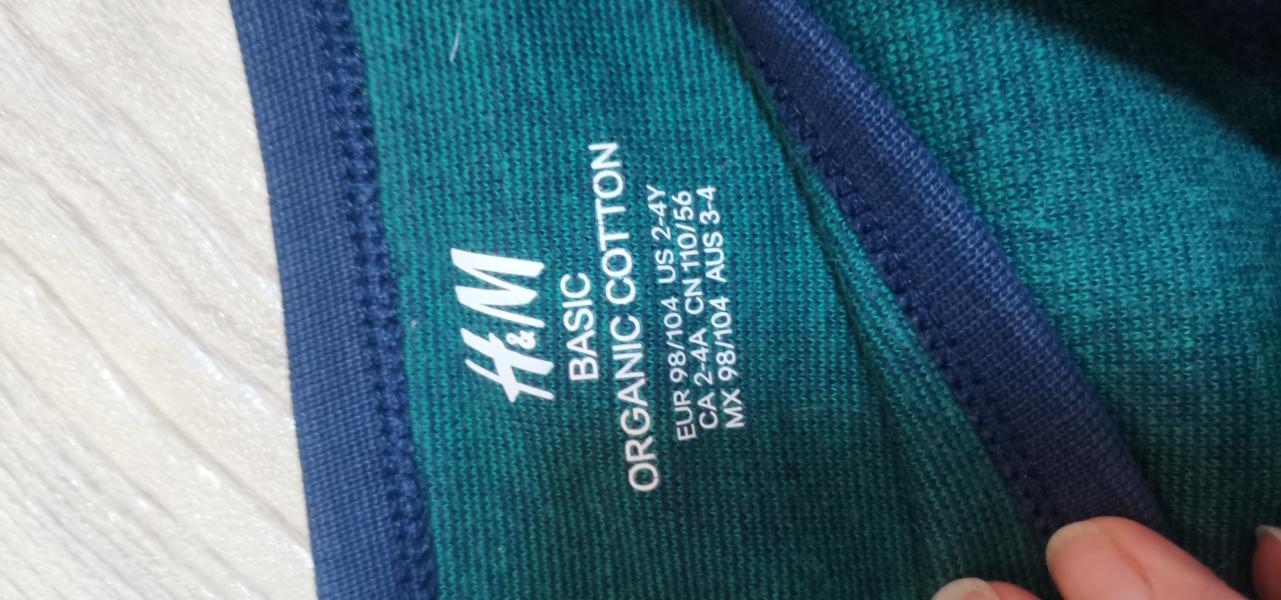 H&M
BASIC
ORGANIC COTTON
EUR 98/104 US 2-4Y
CA 2-4A CN 110/56
MX 98/104 AUS 3-4